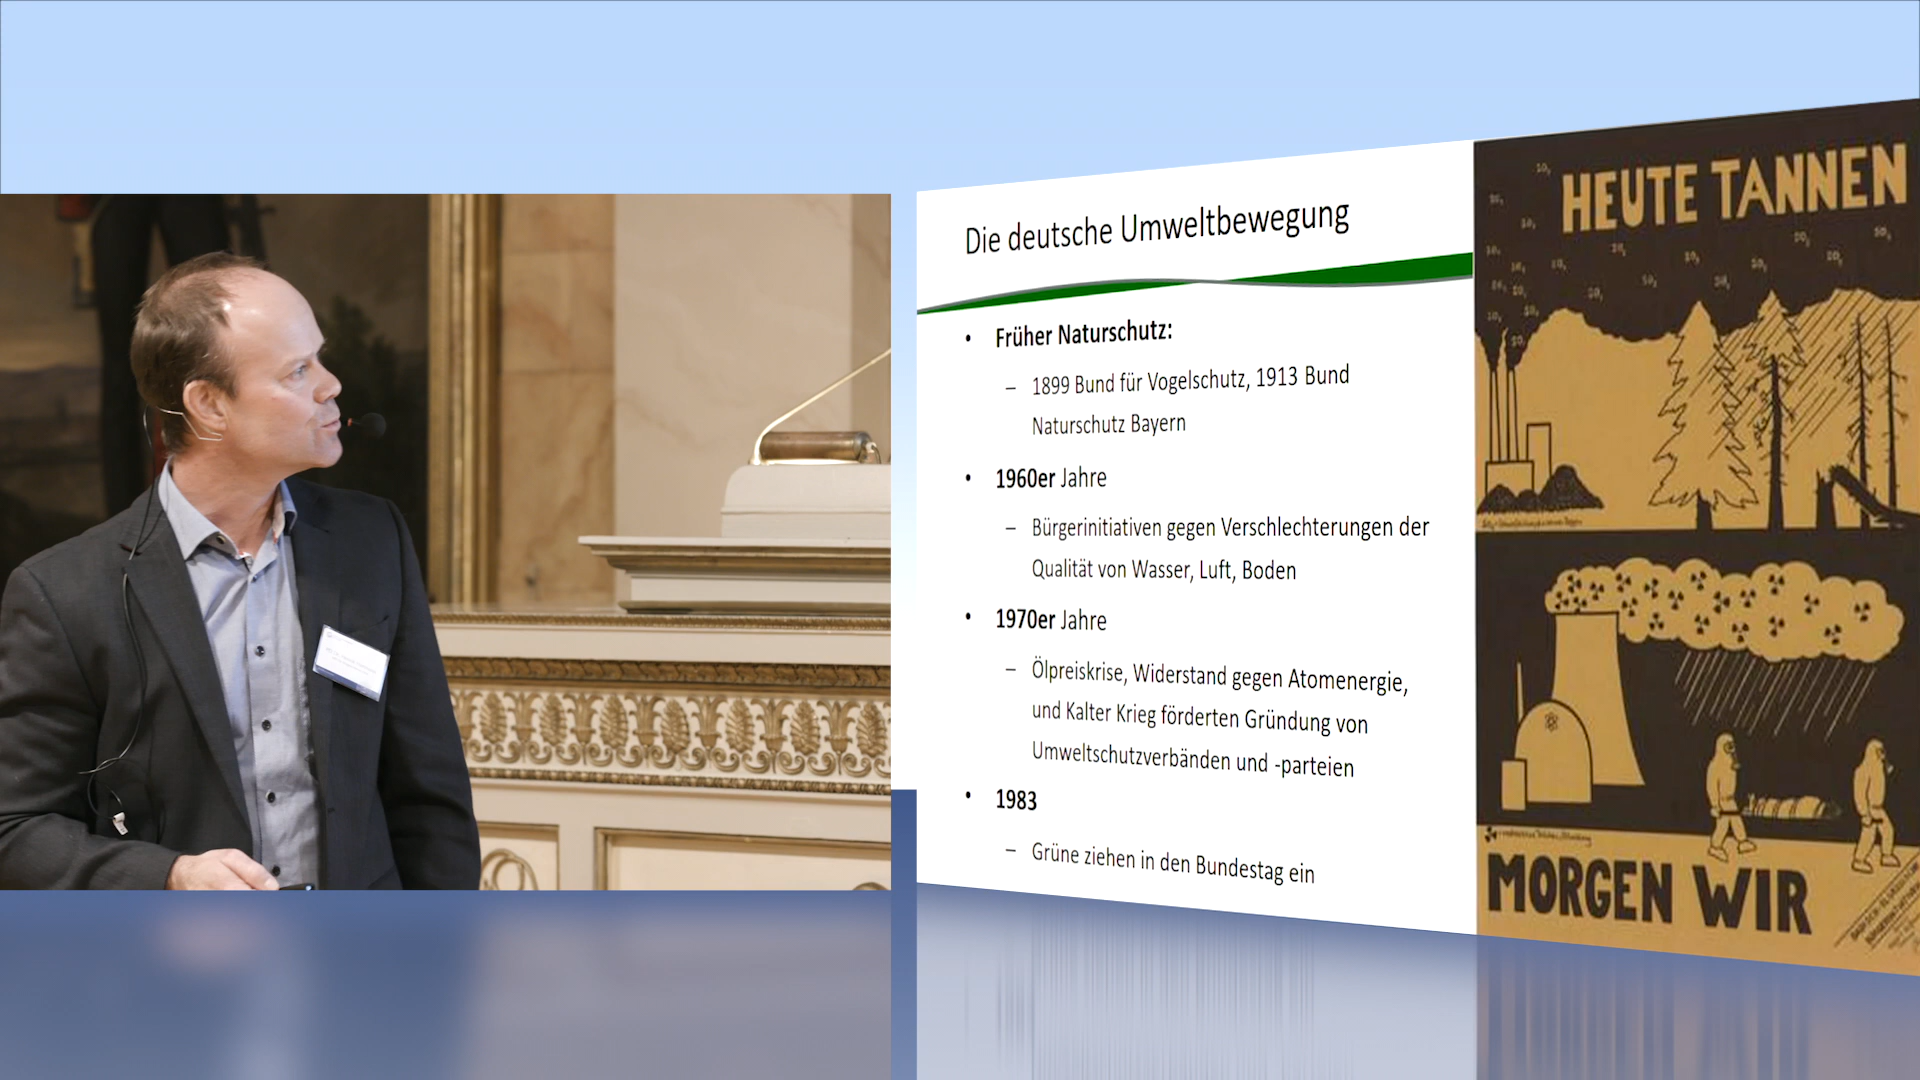 Die deutsche Umweltbewegung
• Früher Naturschutz:
– 1899 Bund für Vogelschutz, 1913 Bund
Naturschutz Bayern
• 1960er Jahre
– Bürgerinitiativen gegen Verschlechterungen der
Qualität von Wasser, Luft, Boden
• 1970er Jahre
– Ölpreiskrise, Widerstand gegen Atomenergie,
und Kalter Krieg förderten Gründung von
Umweltschutzverbänden und -parteien
• 1983
– Grüne ziehen in den Bundestag ein
HEUTE TANNEN
MORGEN WIR